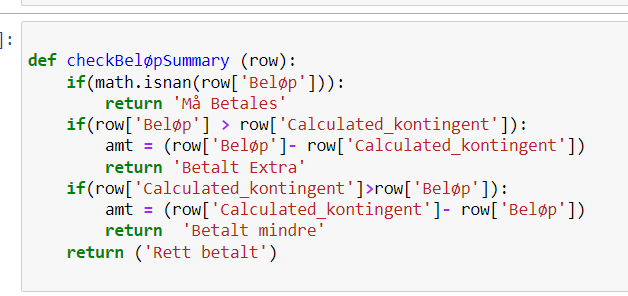 ]:
def checkBeløpSummary (row):
    if(math.isnan(row['Beløp'])):
        return 'Må Betales'
    if(row['Beløp'] > row['Calculated_kontingent']):
        amt = (row['Beløp']- row['Calculated_kontingent'])
        return 'Betalt Extra'
    if(row['Calculated_kontingent']>row['Beløp']):
        amt = (row['Calculated_kontingent']- row['Beløp'])
        return  'Betalt mindre'
    return ('Rett betalt')